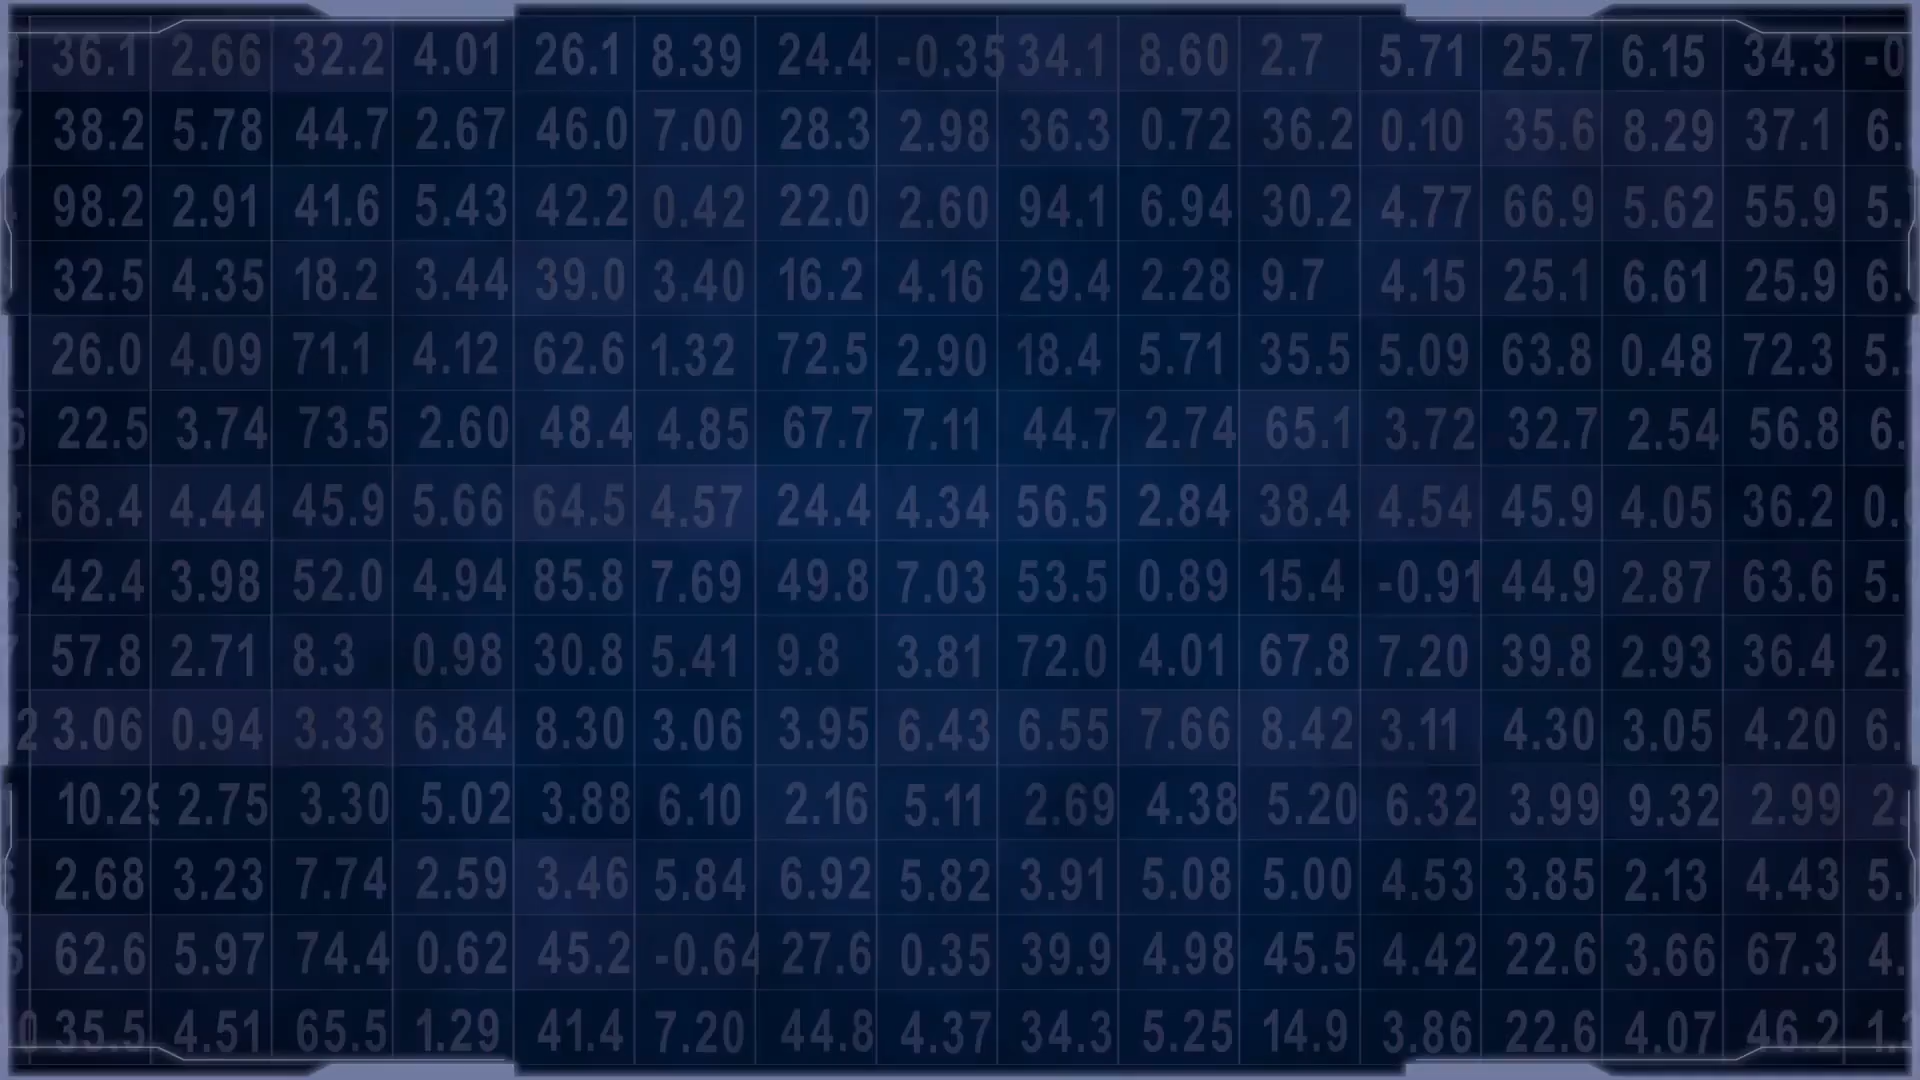 36.1 2.66 32.2 4.01 26.1 8.39 24.4 -0.35 34.1 8.60 2.7 5.71 25.7 6.15 34.3 -0
38.2 5.78 44.7 2.67 46.0 7.00 28.3 2.98 36.3 0.72 36.2 0.10 35.6 8.29 37.1 6.
98.2 2.91 41.6 5.43 42.2 0.42 22.0 2.60 94.1 6.94 30.2 4.77 66.9 5.62 55.9 5.
32.5 4.35 18.2 3.44 39.0 3.40 16.2 4.16 29.4 2.28 9.7 4.15 25.1 6.61 25.9 6.
26.0 4.09 71.1 4.12 62.6 1.32 72.5 2.90 18.4 5.71 35.5 5.09 63.8 0.48 72.3 5.
22.5 3.74 73.5 2.60 48.4 4.85 67.7 7.11 44.7 2.74 65.1 3.72 32.7 2.54 56.8 6.
68.4 4.44 45.9 5.66 64.5 4.57 24.4 4.34 56.5 2.84 38.4 4.54 45.9 4.05 36.2 0.
42.4 3.98 52.0 4.94 85.8 7.69 49.8 7.03 53.5 0.89 15.4 -0.91 44.9 2.87 63.6 5.
57.8 2.71 8.3 0.98 30.8 5.41 9.8 3.81 72.0 4.01 67.8 7.20 39.8 2.93 36.4 2.
2 3.06 0.94 3.33 6.84 8.30 3.06 3.95 6.43 6.55 7.66 8.42 3.11 4.30 3.05 4.20 6.
10.29 2.75 3.30 5.02 3.88 6.10 2.16 5.11 2.69 4.38 5.20 6.32 3.99 9.32 2.99 2.
2.68 3.23 7.74 2.59 3.46 5.84 6.92 5.82 3.91 5.08 5.00 4.53 3.85 2.13 4.43 5.
62.6 5.97 74.4 0.62 45.2 -0.64 27.6 0.35 39.9 4.98 45.5 4.42 22.6 3.66 67.3 4.
35.5 4.51 65.5 1.29 41.4 7.20 44.8 4.37 34.3 5.25 14.9 3.86 22.6 4.07 46.2 1.